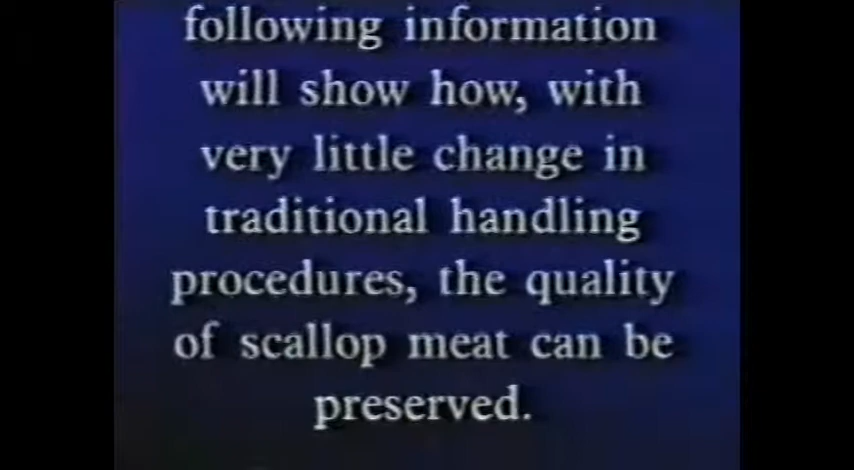 following information
will show how, with
very little change in
traditional handling
procedures, the quality
of scallop meat can be
preserved.